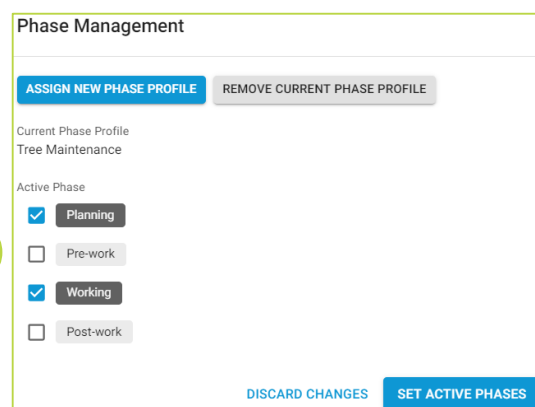 Phase Management
ASSIGN NEW PHASE PROFILE REMOVE CURRENT PHASE PROFILE
Current Phase Profile
Tree Maintenance
Active Phase
Planning
Pre-work
Working
Post-work
DISCARD CHANGES SET ACTIVE PHASES